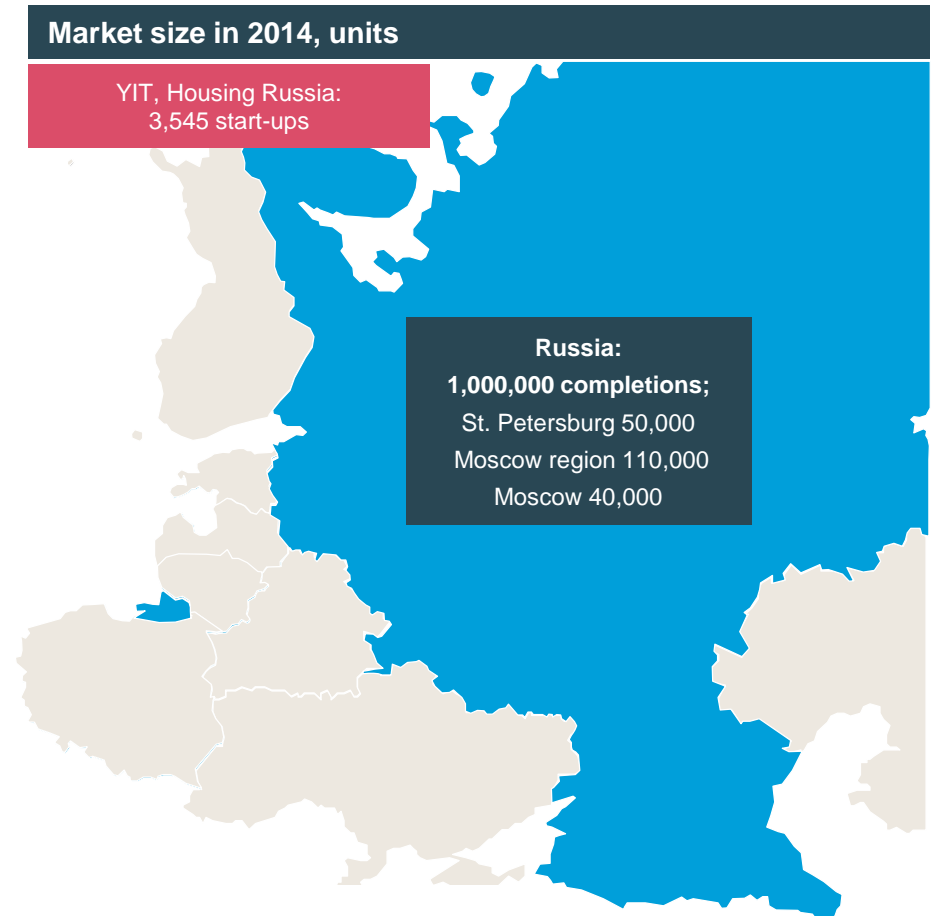 Market size in 2014, units
YIT, Housing Russia:
3,545 start-ups
Russia:
1,000,000 completions;
St. Petersburg 50,000
Moscow region 110,000
Moscow 40,000